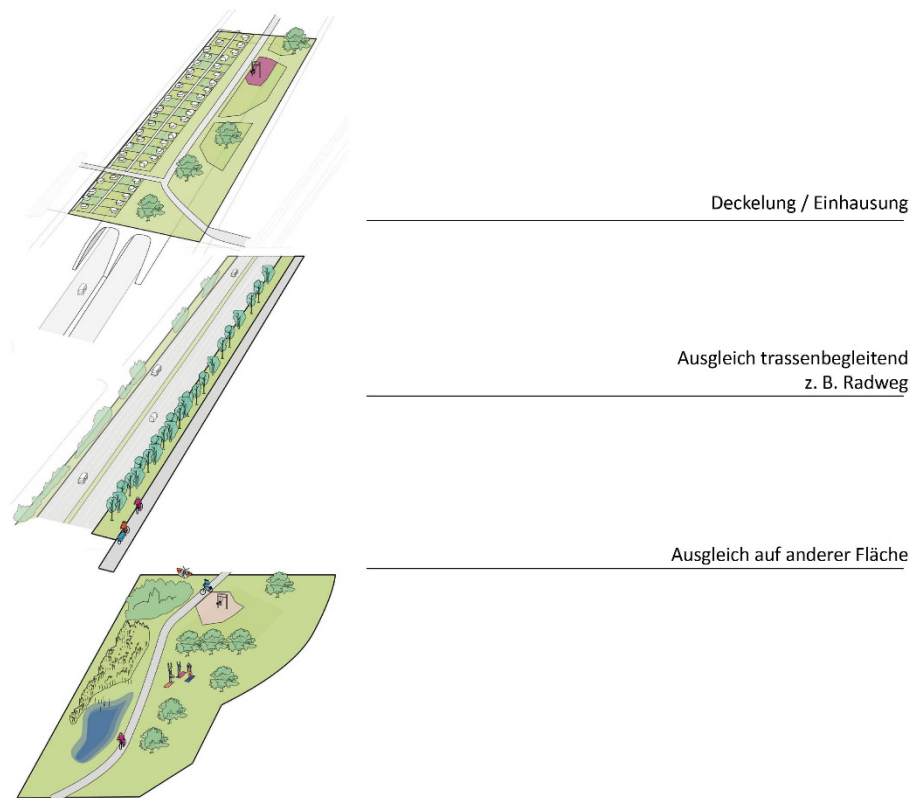 Deckelung / Einhausung
Ausgleich trassenbegleitend
z. B. Radweg
Ausgleich auf anderer Fläche